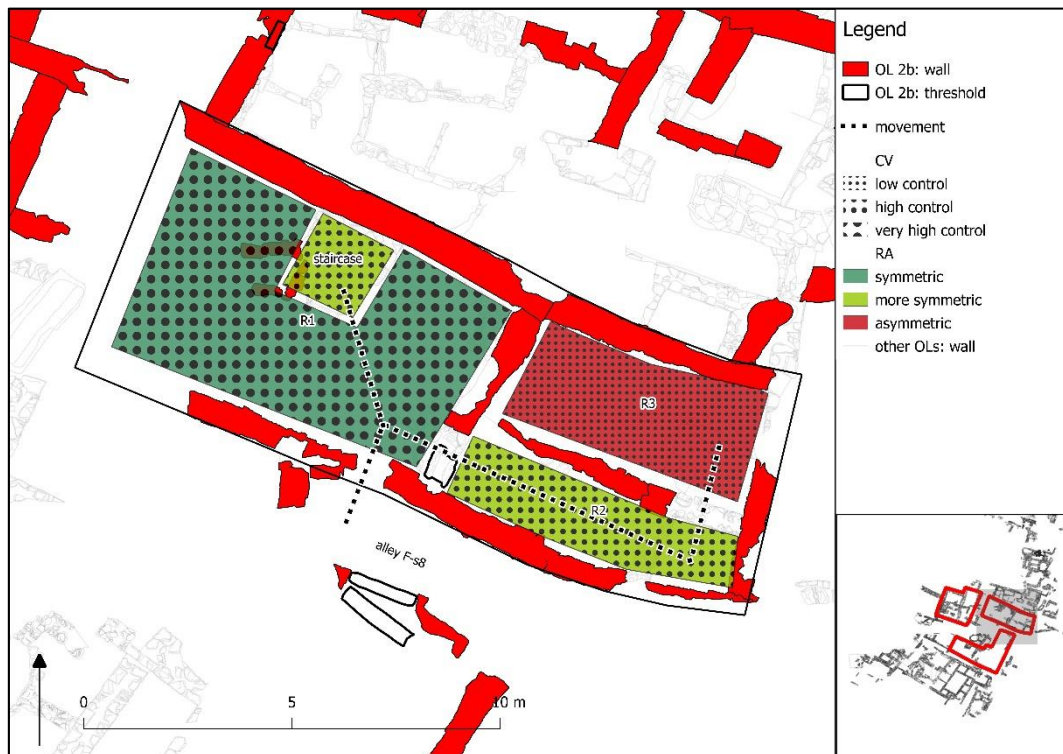 Legend
OL 2b: wall
OL 2b: threshold
movement
CV
low control
high control
very high control
RA
symmetric
more symmetric
asymmetric
other OLs: wall
staircase
R1
R3
R2
alley F-s8
0 5 10 m